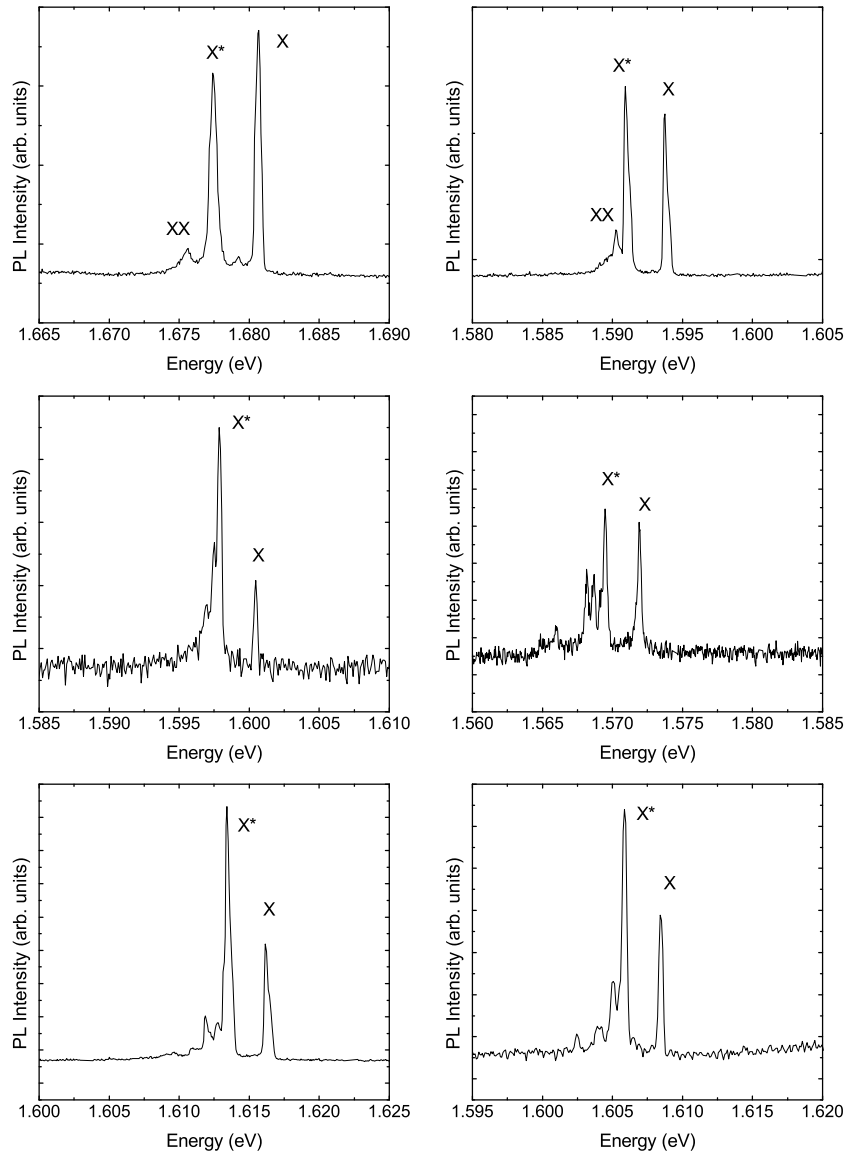 X*
X
XX
PL Intensity (arb. units)
1.665 1.670 1.675 1.680 1.685 1.690
Energy (eV)
X*
X
XX
PL Intensity (arb. units)
1.580 1.585 1.590 1.595 1.600 1.605
Energy (eV)
X*
X
PL Intensity (arb. units)
1.585 1.590 1.595 1.600 1.605 1.610
Energy (eV)
X*
X
PL Intensity (arb. units)
1.560 1.565 1.570 1.575 1.580 1.585
Energy (eV)
X*
X
PL Intensity (arb. units)
1.600 1.605 1.610 1.615 1.620 1.625
Energy (eV)
X*
X
PL Intensity (arb. units)
1.595 1.600 1.605 1.610 1.615 1.620
Energy (eV)